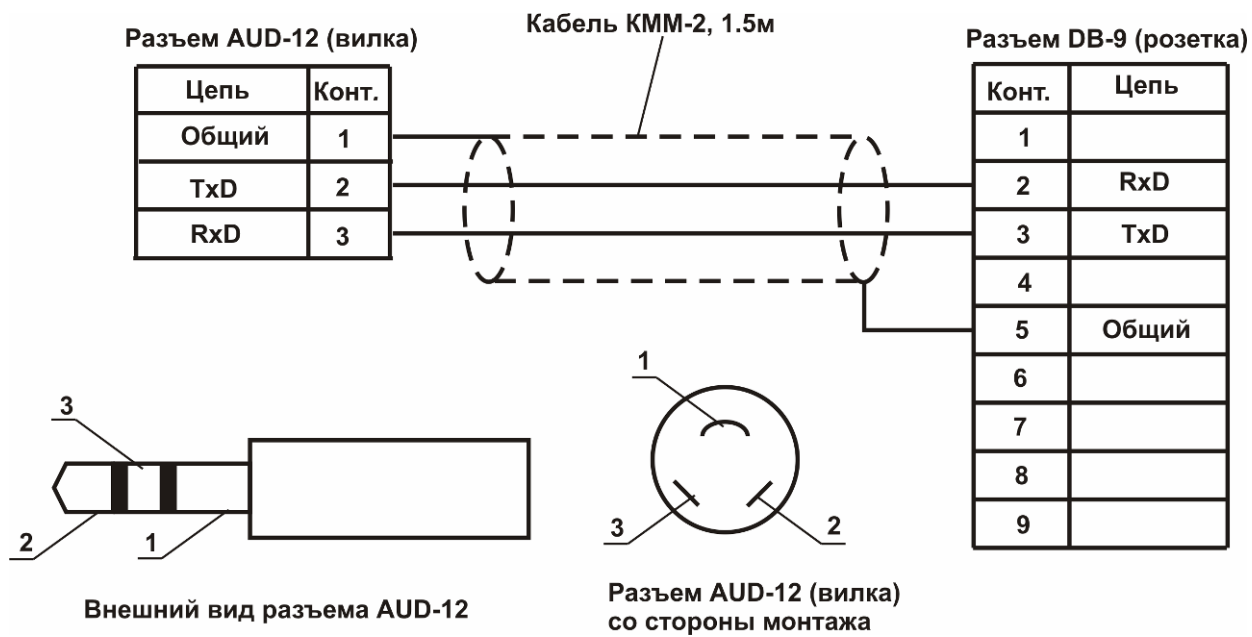 Кабель КММ-2, 1.5м
Разъем AUD-12 (вилка)
Цепь Конт.
Общий 1
TxD 2
RxD 3
Разъем DB-9 (розетка)
Конт. Цепь
1
2 RxD
3 TxD
4
5 Общий
6
7
8
9
3
2
1
Внешний вид разъема AUD-12
1
3
2
Разъем AUD-12 (вилка)
со стороны монтажа